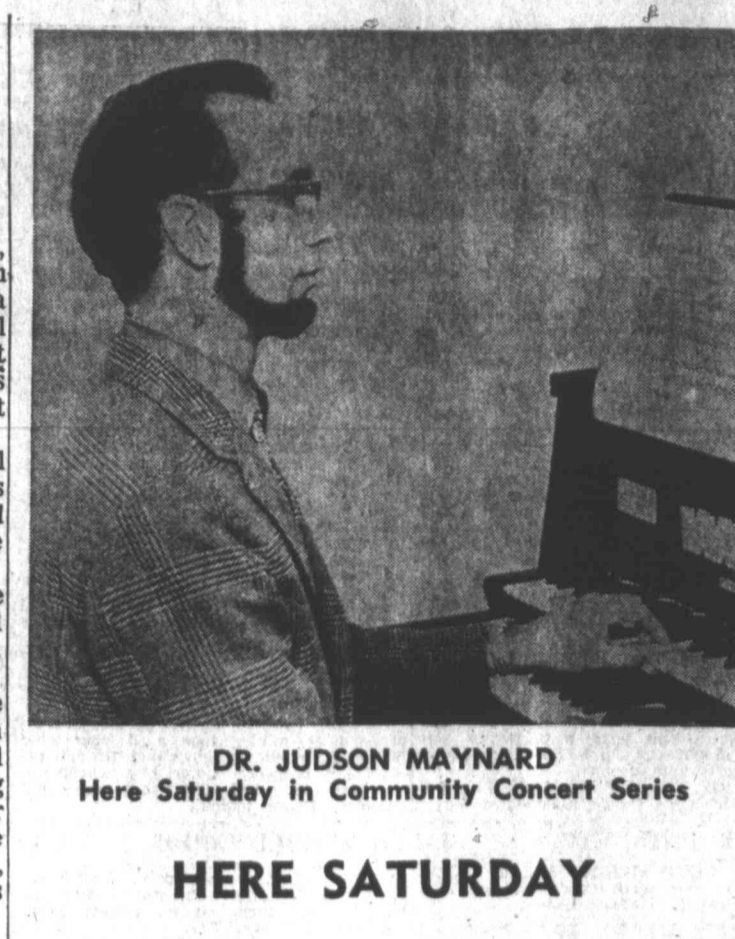 DR. JUDSON MAYNARD
Here Saturday in Community Concert Series
HERE SATURDAY